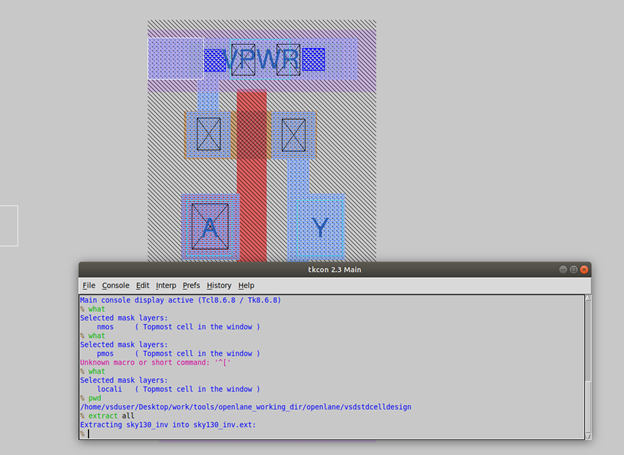 VPWR
A
Y
tkcon 2.3 Main
File Console Edit Interp Prefs History Help
Main console display active (Tcl8.6.8 / Tk8.6.8)
% what
Selected mask layers:
nmos ( Topmost cell in the window )
% what
Selected mask layers:
pmos ( Topmost cell in the window )
Unknown macro or short command: '^['
% what
Selected mask layers:
locali ( Topmost cell in the window )
% pwd
/home/vsduser/Desktop/work/tools/openlane_working_dir/openlane/vsdstdcelldesign
% extract all
Extracting sky130_inv into sky130_inv.ext:
%